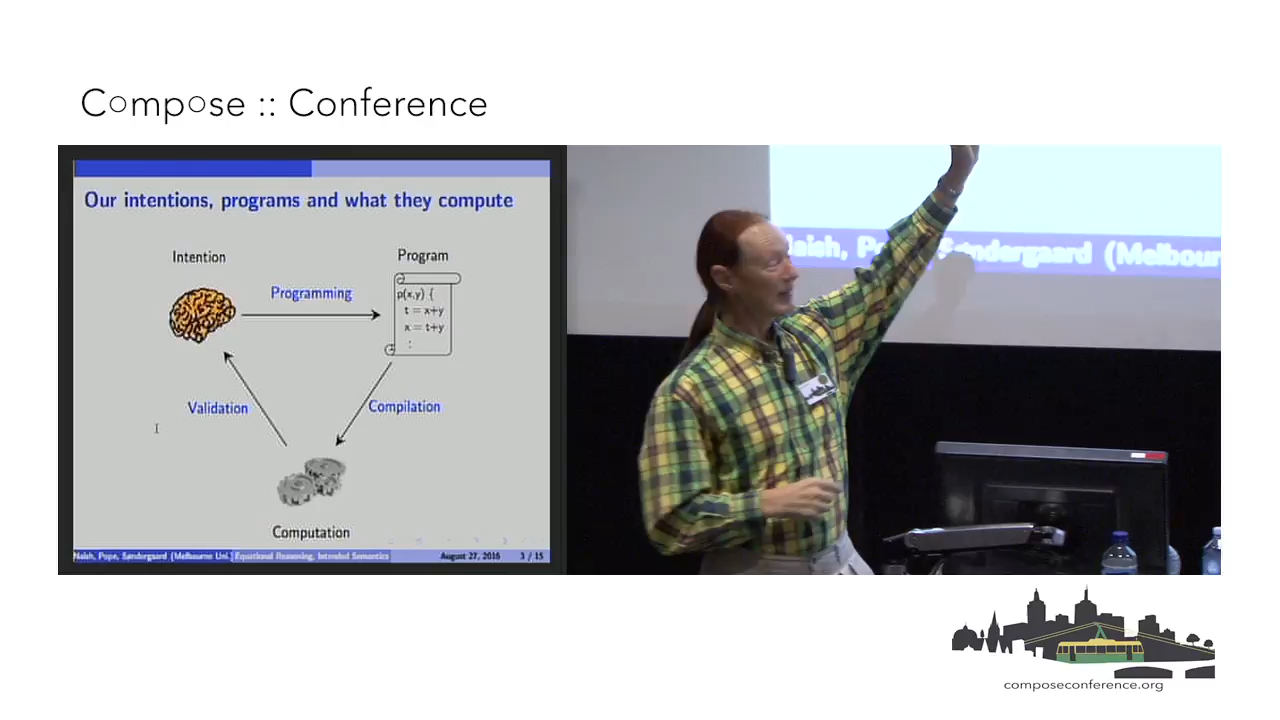 Compose :: Conference
Our intentions, programs and what they compute
Intention
Program
Programming
p(x,y) {
t = x+y
x = t+y
:
Validation
Compilation
Computation
Naish, Pope, Søndergaard (Melbourne Uni.)
Equational Reasoning, Intended Semantics
August 27, 2016
3 / 15
Naish, Pope, Søndergaard (Melbour
composeconference.org